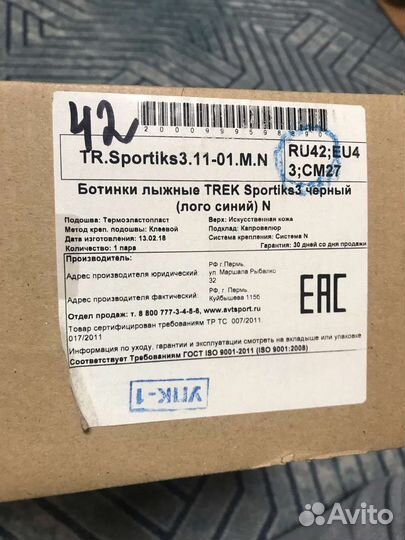 42
2000999598290
TR.Sportiks3.11-01.M.N
RU42;EU4
3;CM27
Ботинки лыжные TREK Sportiks3 черный
(лого синий) N
Подошва: Термоэластопласт
Верх: Искусственная кожа
Метод креп. подошвы: Клеевой
Подклад: Капровелюр
Дата изготовления: 13.02.18
Система крепления: Система N
Количество: 1 пара
Гарантия: 30 дней со дня продажи
Производитель:
Адрес производителя юридический
РФ г.Пермь,
ул. Маршала Рыбалко
32
Адрес производителя фактический
РФ г. Пермь,
Куйбышева 115б
EAC
Отдел продаж: т. 8 800 777-3-4-5-6, www.avtsport.ru
Товар сертифицирован требованиям ТР ТС 007/2011
017/2011
Информация по уходу, гарантии и эксплуатации смотреть на вкладыше или упаковке
Соответствует Требованиям ГОСТ ISO 9001-2011 (ISO 9001:2008)
УПК-1
Avito